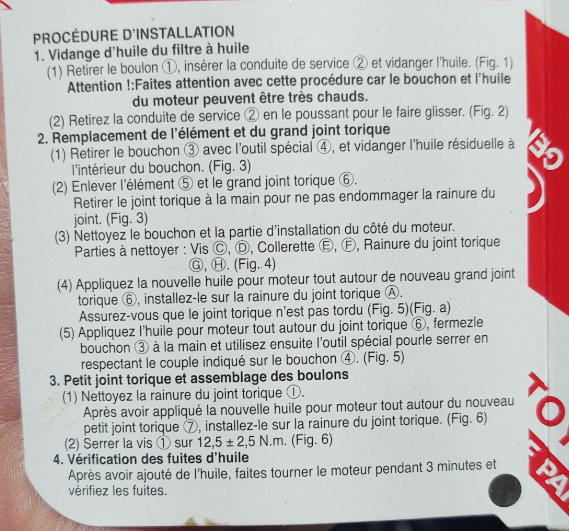 PROCÉDURE D'INSTALLATION
1. Vidange d'huile du filtre à huile
(1) Retirer le boulon ①, insérer la conduite de service ② et vidanger l'huile. (Fig. 1)
Attention !:Faites attention avec cette procédure car le bouchon et l'huile
du moteur peuvent être très chauds.
(2) Retirez la conduite de service ② en le poussant pour le faire glisser. (Fig. 2)
2. Remplacement de l'élément et du grand joint torique
(1) Retirer le bouchon ③ avec l'outil spécial ④, et vidanger l'huile résiduelle à
l'intérieur du bouchon. (Fig. 3)
(2) Enlever l'élément ⑤ et le grand joint torique ⑥.
Retirer le joint torique à la main pour ne pas endommager la rainure du
joint. (Fig. 3)
(3) Nettoyez le bouchon et la partie d'installation du côté du moteur.
Parties à nettoyer : Vis Ⓒ, Ⓓ, Collerette Ⓔ, Ⓕ, Rainure du joint torique
Ⓖ, Ⓗ. (Fig. 4)
(4) Appliquez la nouvelle huile pour moteur tout autour de nouveau grand joint
torique ⑥, installez-le sur la rainure du joint torique Ⓐ.
Assurez-vous que le joint torique n'est pas tordu (Fig. 5)(Fig. a)
(5) Appliquez l'huile pour moteur tout autour du joint torique ⑥, fermezle
bouchon ③ à la main et utilisez ensuite l'outil spécial pourle serrer en
respectant le couple indiqué sur le bouchon ④. (Fig. 5)
3. Petit joint torique et assemblage des boulons
(1) Nettoyez la rainure du joint torique Ⓘ.
Après avoir appliqué la nouvelle huile pour moteur tout autour du nouveau
petit joint torique ⑦, installez-le sur la rainure du joint torique. (Fig. 6)
(2) Serrer la vis ① sur 12,5 ± 2,5 N.m. (Fig. 6)
4. Vérification des fuites d'huile
Après avoir ajouté de l'huile, faites tourner le moteur pendant 3 minutes et
vérifiez les fuites.
GEN
TOY
E PA